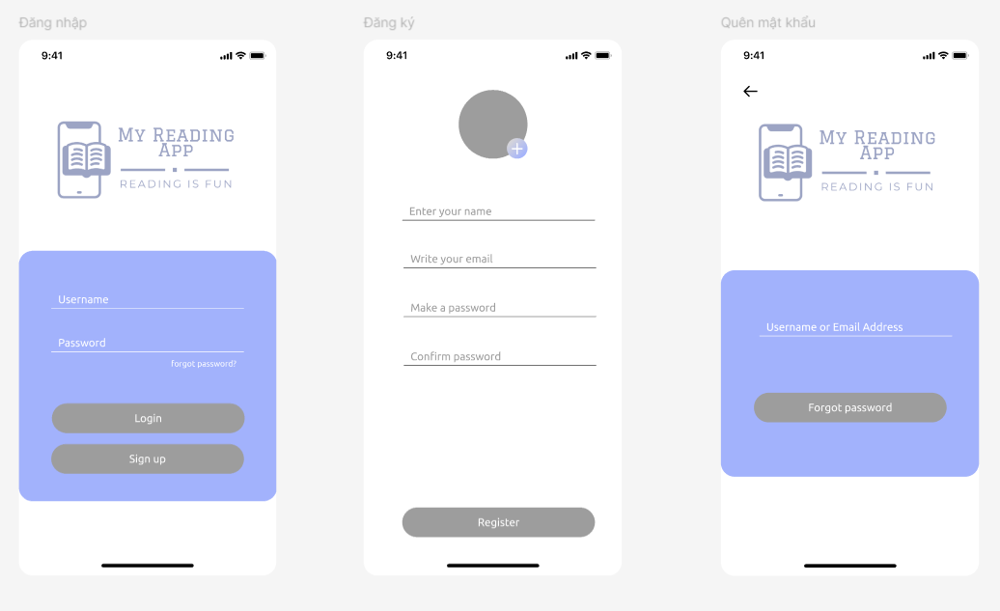 Đăng nhập
9:41
MY READING
APP
READING IS FUN
Username
Password
forgot password?
Login
Sign up
Đăng ký
9:41
Enter your name
Write your email
Make a password
Confirm password
Register
Quên mật khẩu
9:41
MY READING
APP
READING IS FUN
Username or Email Address
Forgot password